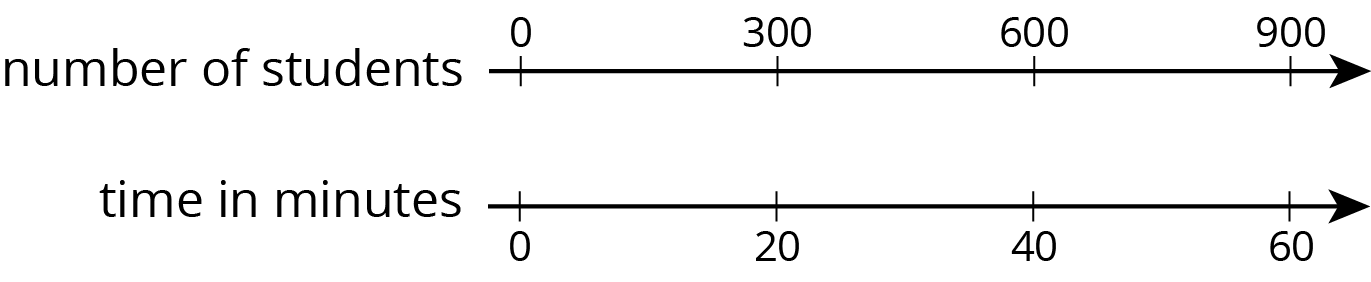 0 300 600 900
number of students
time in minutes
0 20 40 60